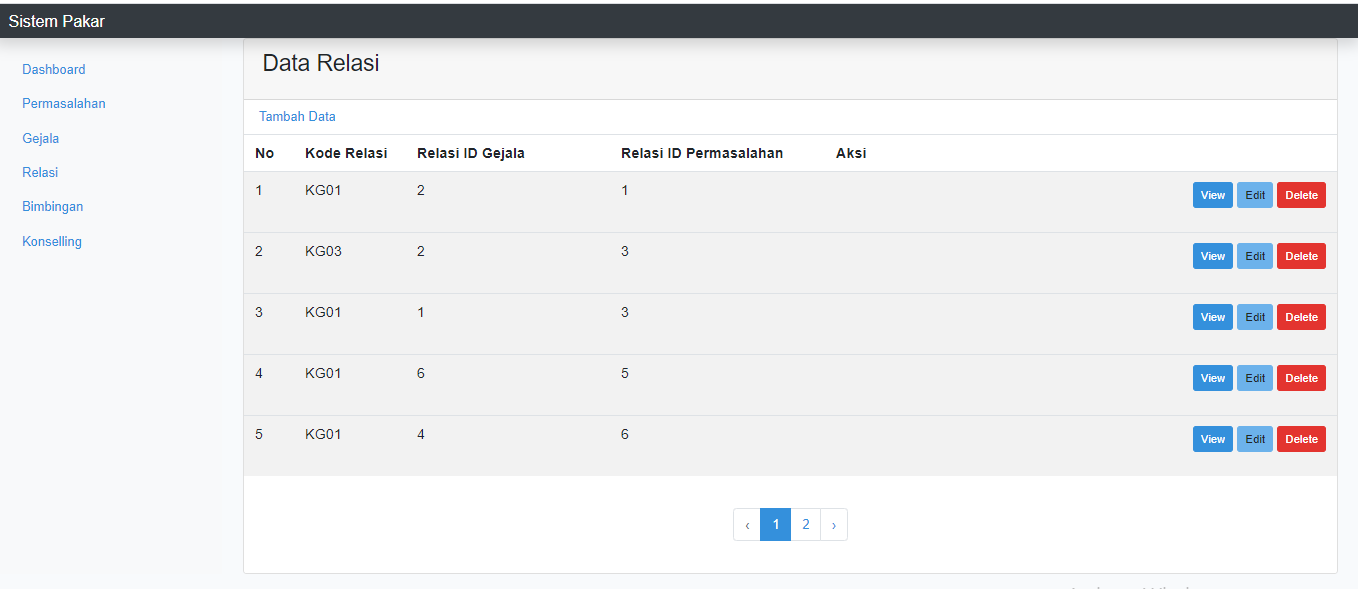 Sistem Pakar
Dashboard
Permasalahan
Gejala
Relasi
Bimbingan
Konselling
Data Relasi
Tambah Data
No Kode Relasi Relasi ID Gejala Relasi ID Permasalahan Aksi
1 KG01 2 1 View Edit Delete
2 KG03 2 3 View Edit Delete
3 KG01 1 3 View Edit Delete
4 KG01 6 5 View Edit Delete
5 KG01 4 6 View Edit Delete
‹ 1 2 ›